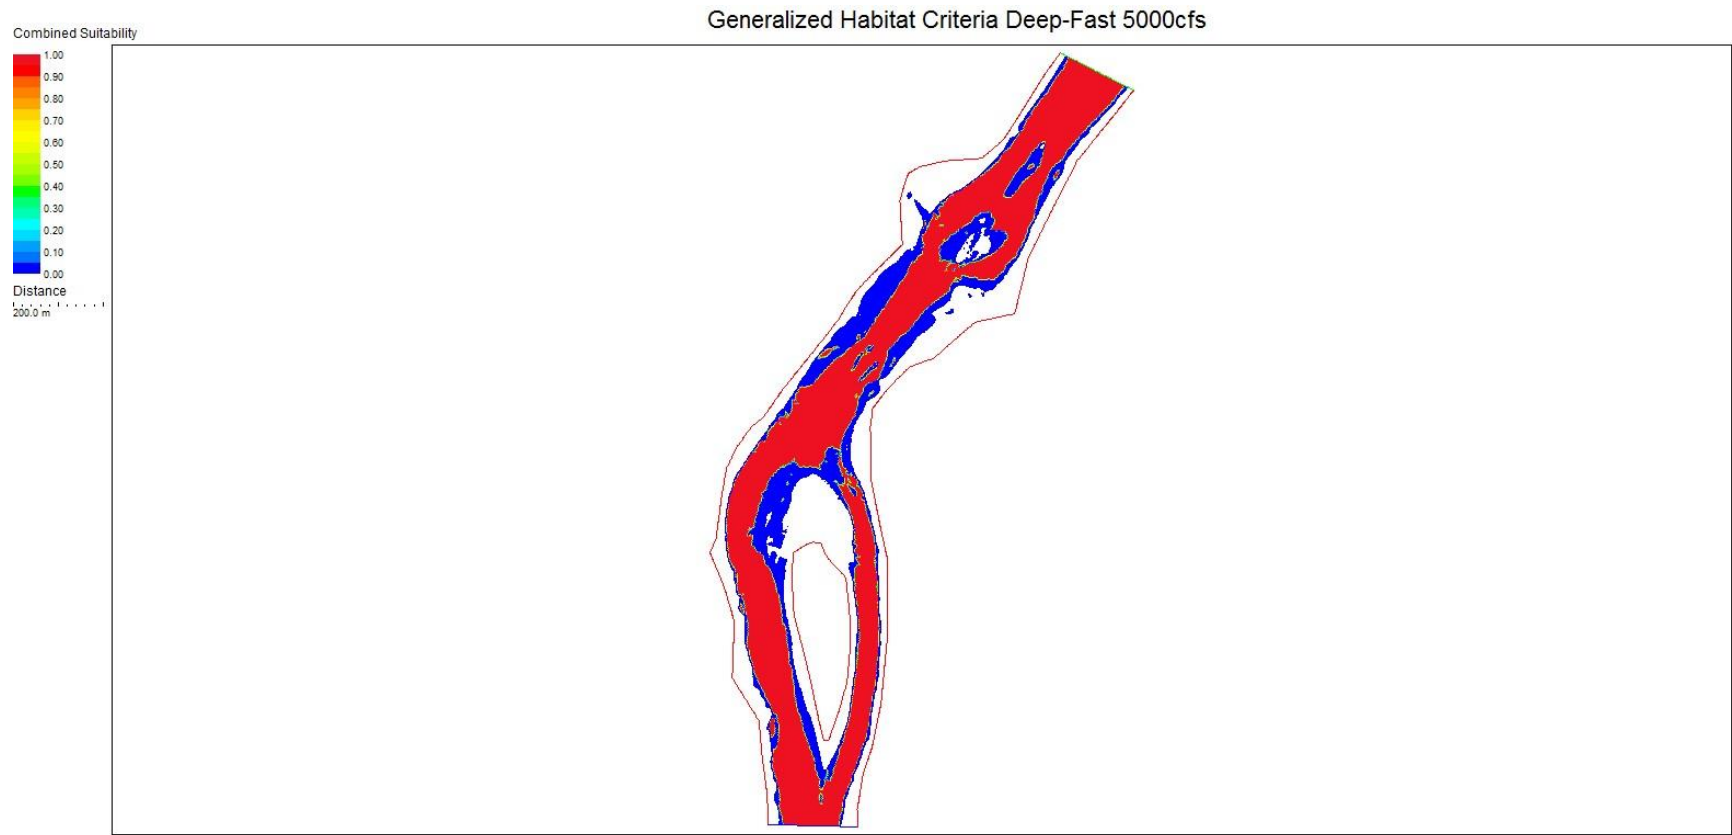 Generalized Habitat Criteria Deep-Fast 5000cfs
Combined Suitability
1.00
0.90
0.80
0.70
0.60
0.50
0.40
0.30
0.20
0.10
0.00
Distance
200.0 m